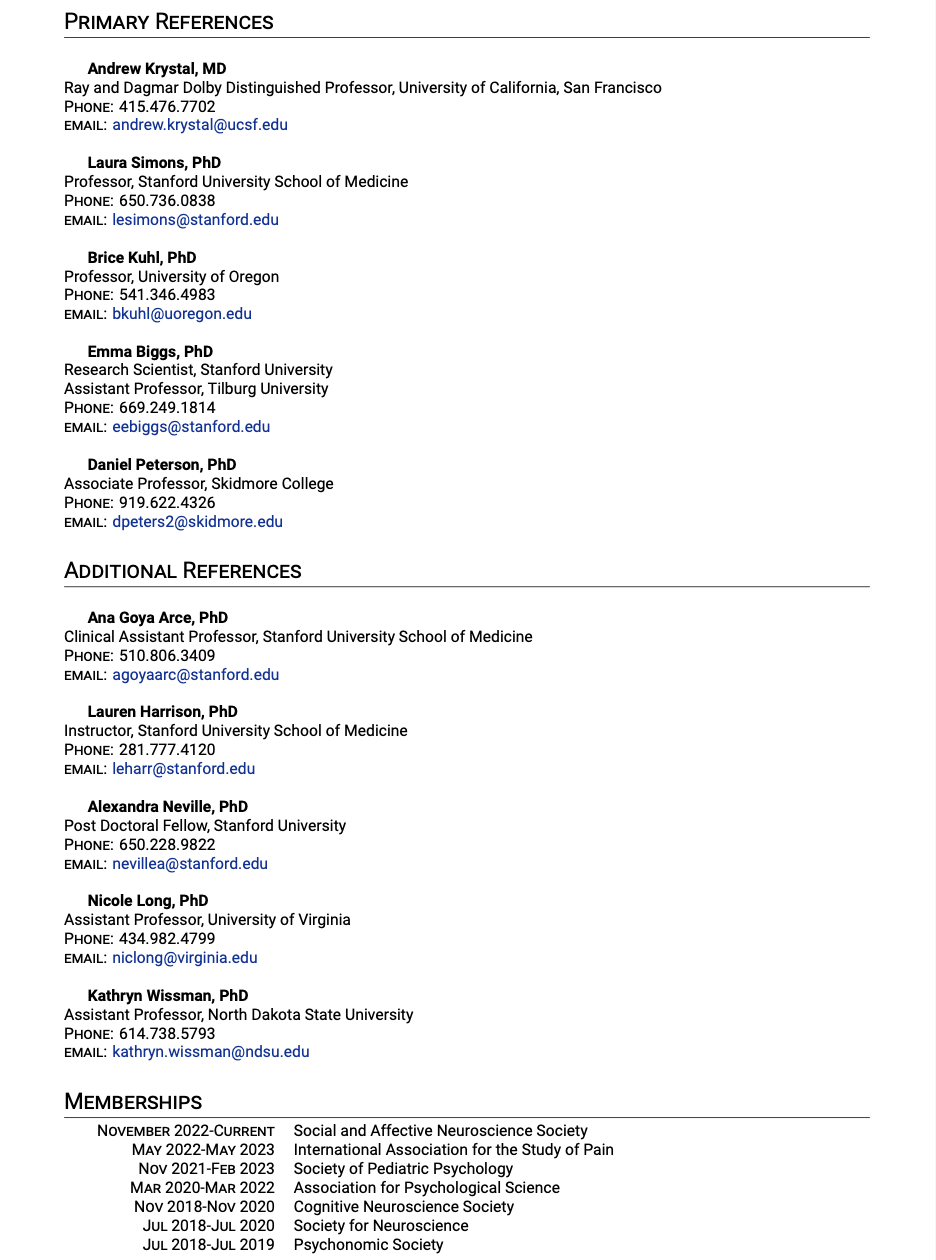 PRIMARY REFERENCES
Andrew Krystal, MD
Ray and Dagmar Dolby Distinguished Professor, University of California, San Francisco
PHONE: 415.476.7702
EMAIL: andrew.krystal@ucsf.edu
Laura Simons, PhD
Professor, Stanford University School of Medicine
PHONE: 650.736.0838
EMAIL: lesimons@stanford.edu
Brice Kuhl, PhD
Professor, University of Oregon
PHONE: 541.346.4983
EMAIL: bkuhl@uoregon.edu
Emma Biggs, PhD
Research Scientist, Stanford University
Assistant Professor, Tilburg University
PHONE: 669.249.1814
EMAIL: eebiggs@stanford.edu
Daniel Peterson, PhD
Associate Professor, Skidmore College
PHONE: 919.622.4326
EMAIL: dpeters2@skidmore.edu
ADDITIONAL REFERENCES
Ana Goya Arce, PhD
Clinical Assistant Professor, Stanford University School of Medicine
PHONE: 510.806.3409
EMAIL: agoyaarc@stanford.edu
Lauren Harrison, PhD
Instructor, Stanford University School of Medicine
PHONE: 281.777.4120
EMAIL: leharr@stanford.edu
Alexandra Neville, PhD
Post Doctoral Fellow, Stanford University
PHONE: 650.228.9822
EMAIL: nevillea@stanford.edu
Nicole Long, PhD
Assistant Professor, University of Virginia
PHONE: 434.982.4799
EMAIL: niclong@virginia.edu
Kathryn Wissman, PhD
Assistant Professor, North Dakota State University
PHONE: 614.738.5793
EMAIL: kathryn.wissman@ndsu.edu
MEMBERSHIPS
NOVEMBER 2022-CURRENT Social and Affective Neuroscience Society
MAY 2022-MAY 2023 International Association for the Study of Pain
NOV 2021-FEB 2023 Society of Pediatric Psychology
MAR 2020-MAR 2022 Association for Psychological Science
NOV 2018-NOV 2020 Cognitive Neuroscience Society
JUL 2018-JUL 2020 Society for Neuroscience
JUL 2018-JUL 2019 Psychonomic Society